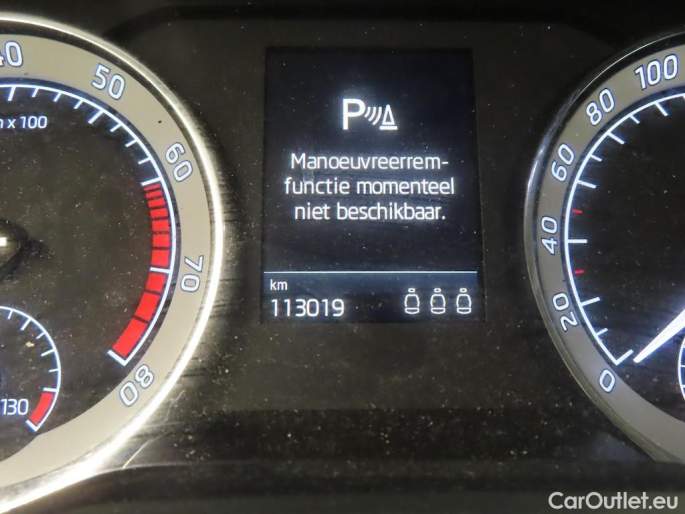 40
50
60
70
80
n x 100
130
P
Manoeuvreerrem-
functie momenteel
niet beschikbaar.
km
113019
0
20
40
60
80
100
CarOutlet.eu